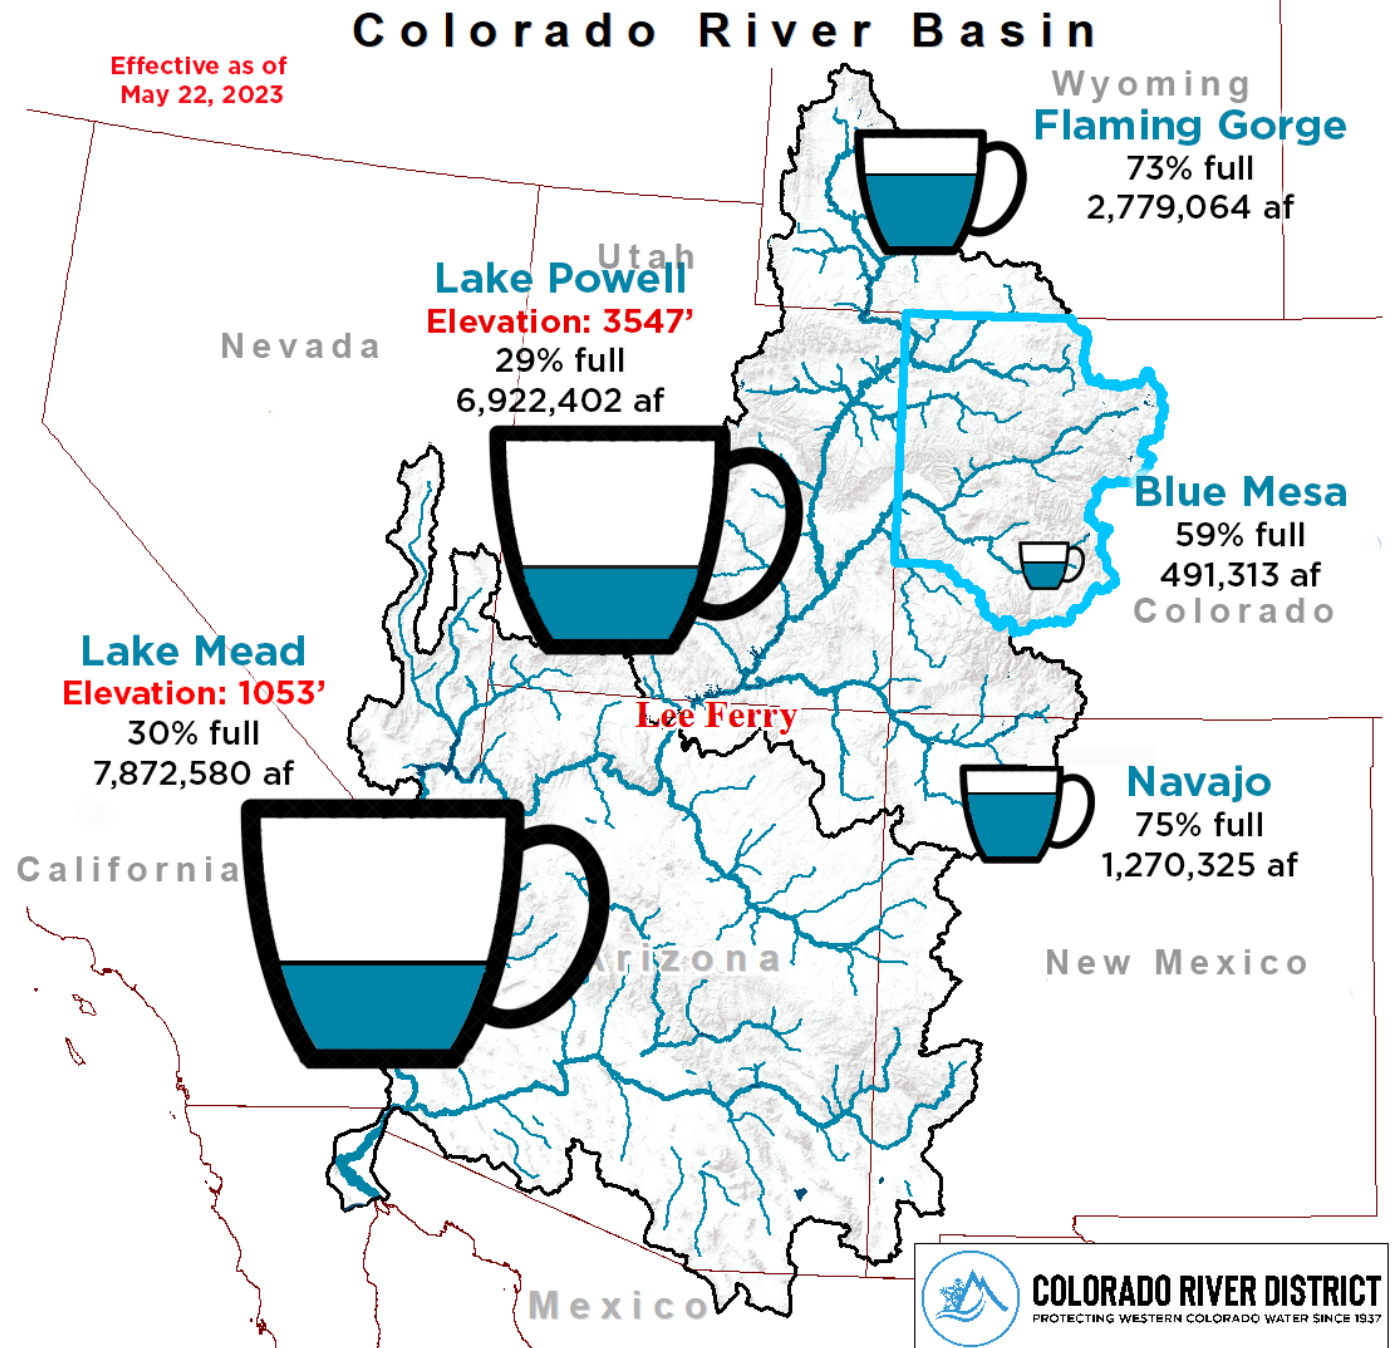 Colorado River Basin
Effective as of
May 22, 2023
Wyoming
Flaming Gorge
73% full
2,779,064 af
Utah
Lake Powell
Elevation: 3547’
29% full
6,922,402 af
Nevada
Blue Mesa
59% full
491,313 af
Colorado
Lake Mead
Elevation: 1053’
30% full
7,872,580 af
Lee Ferry
Navajo
75% full
1,270,325 af
California
Arizona
New Mexico
Mexico
COLORADO RIVER DISTRICT
PROTECTING WESTERN COLORADO WATER SINCE 1937